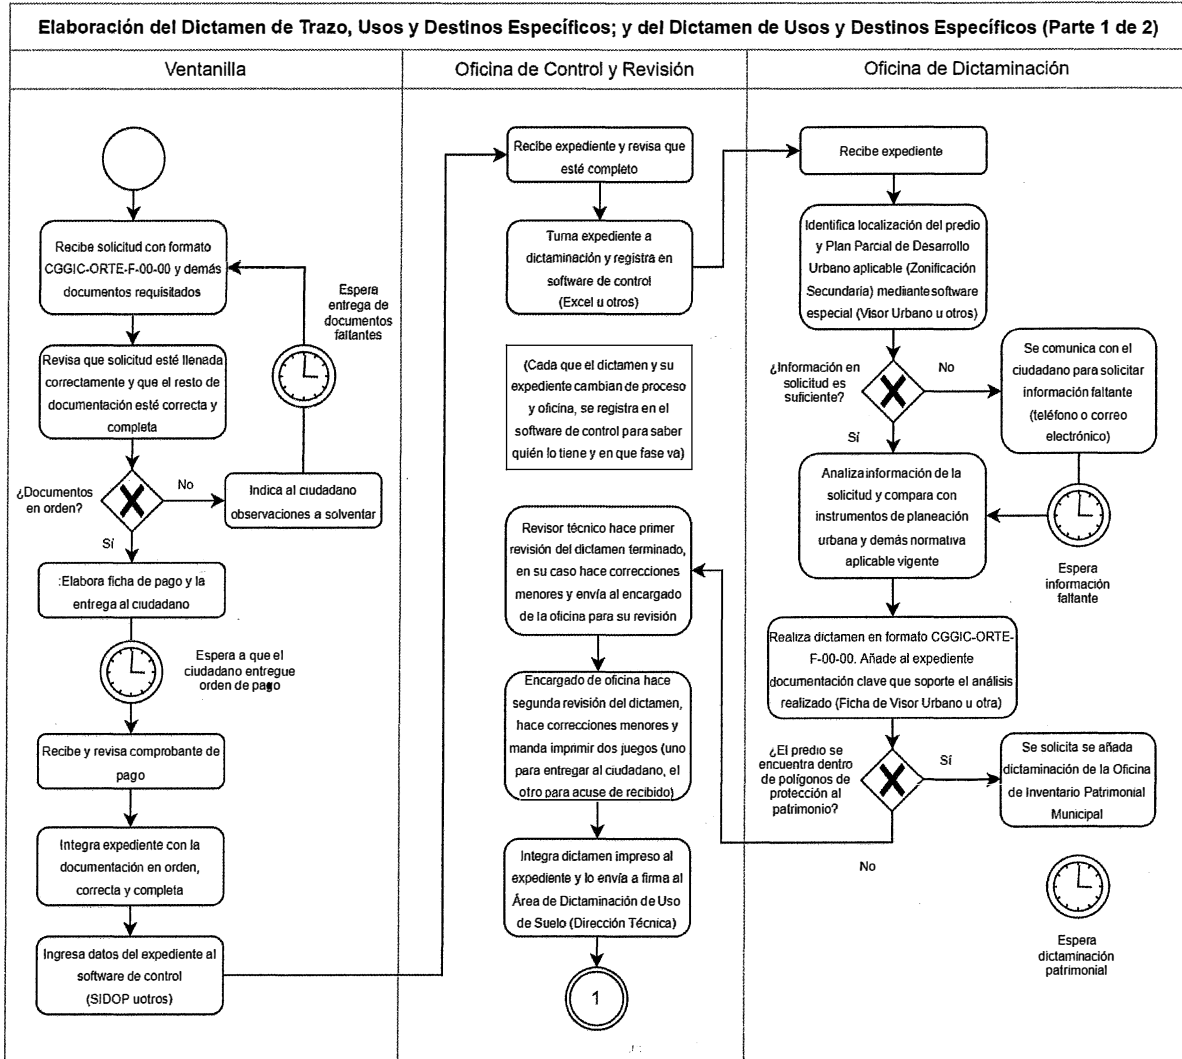 Elaboración del Dictamen de Trazo, Usos y Destinos Específicos; y del Dictamen de Usos y Destinos Específicos (Parte 1 de 2)
Ventanilla
Recibe solicitud con formato
CGGIC-ORTE-F-00-00 y demás
documentos requisitados
Espera
entrega de
documentos
faltantes
Revisa que solicitud esté llenada
correctamente y que el resto de
documentación esté correcta y
completa
¿Documentos
en orden?
No
Indica al ciudadano
observaciones a solventar
Sí
:Elabora ficha de pago y la
entrega al ciudadano
Espera a que el
ciudadano entregue
orden de pago
Recibe y revisa comprobante de
pago
Integra expediente con la
documentación en orden,
correcta y completa
Ingresa datos del expediente al
software de control
(SIDOP uotros)
Oficina de Control y Revisión
Recibe expediente y revisa que
esté completo
Turna expediente a
dictaminación y registra en
software de control
(Excel u otros)
(Cada que el dictamen y su
expediente cambian de proceso
y oficina, se registra en el
software de control para saber
quién lo tiene y en que fase va)
Revisor técnico hace primer
revisión del dictamen terminado,
en su caso hace correcciones
menores y envía al encargado
de la oficina para su revisión
Encargado de oficina hace
segunda revisión del dictamen,
hace correcciones menores y
manda imprimir dos juegos (uno
para entregar al ciudadano, el
otro para acuse de recibido)
Integra dictamen impreso al
expediente y lo envía a firma al
Área de Dictaminación de Uso
de Suelo (Dirección Técnica)
1
Oficina de Dictaminación
Recibe expediente
Identifica localización del predio
y Plan Parcial de Desarrollo
Urbano aplicable (Zonificación
Secundaria) mediante software
especial (Visor Urbano u otros)
¿Información en
solicitud es
suficiente?
No
Se comunica con el
ciudadano para solicitar
información faltante
(teléfono o correo
electrónico)
Sí
Analiza información de la
solicitud y compara con
instrumentos de planeación
urbana y demás normativa
aplicable vigente
Espera
información
faltante
Realiza dictamen en formato CGGIC-ORTE-
F-00-00. Añade al expediente
documentación clave que soporte el análisis
realizado (Ficha de Visor Urbano u otra)
¿El predio se
encuentra dentro
de polígonos de
protección al
patrimonio?
Sí
Se solicita se añada
dictaminación de la Oficina
de Inventario Patrimonial
Municipal
No
Espera
dictaminación
patrimonial